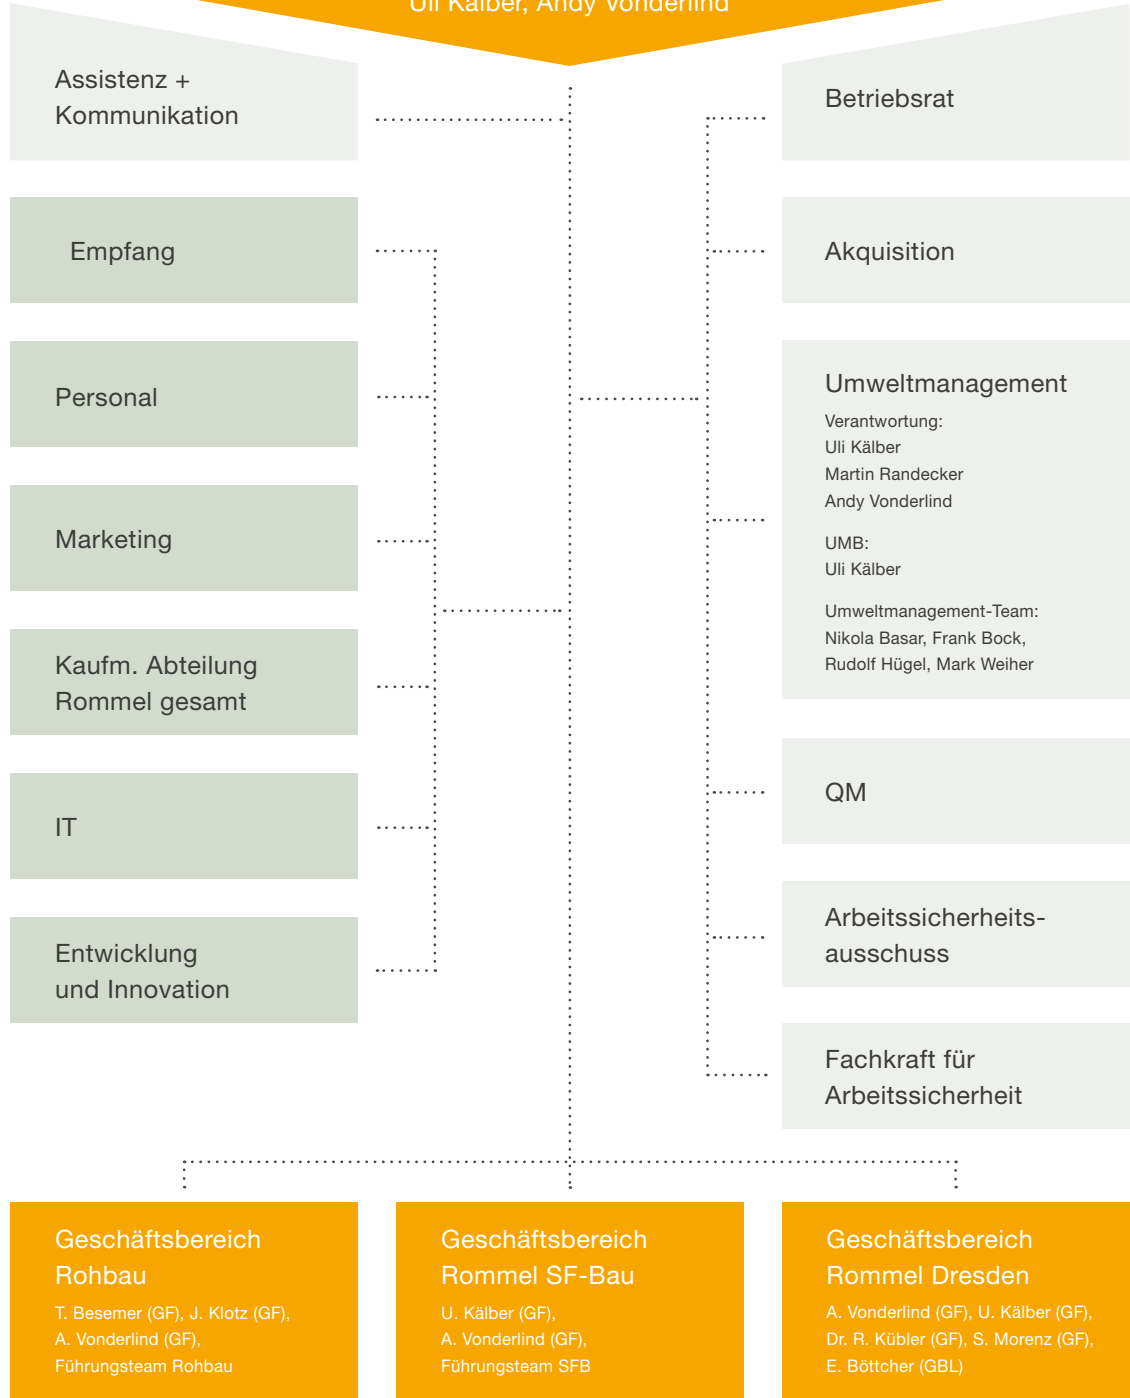 Uli Kälber, Andy Vonderlind
Assistenz +
Kommunikation
Empfang
Personal
Marketing
Kaufm. Abteilung
Rommel gesamt
IT
Entwicklung
und Innovation
Betriebsrat
Akquisition
Umweltmanagement
Verantwortung:
Uli Kälber
Martin Randecker
Andy Vonderlind
UMB:
Uli Kälber
Umweltmanagement-Team:
Nikola Basar, Frank Bock,
Rudolf Hügel, Mark Weiher
QM
Arbeitssicherheits-
ausschuss
Fachkraft für
Arbeitssicherheit
Geschäftsbereich
Rohbau
T. Besemer (GF), J. Klotz (GF),
A. Vonderlind (GF),
Führungsteam Rohbau
Geschäftsbereich
Rommel SF-Bau
U. Kälber (GF),
A. Vonderlind (GF),
Führungsteam SFB
Geschäftsbereich
Rommel Dresden
A. Vonderlind (GF), U. Kälber (GF),
Dr. R. Kübler (GF), S. Morenz (GF),
E. Böttcher (GBL)